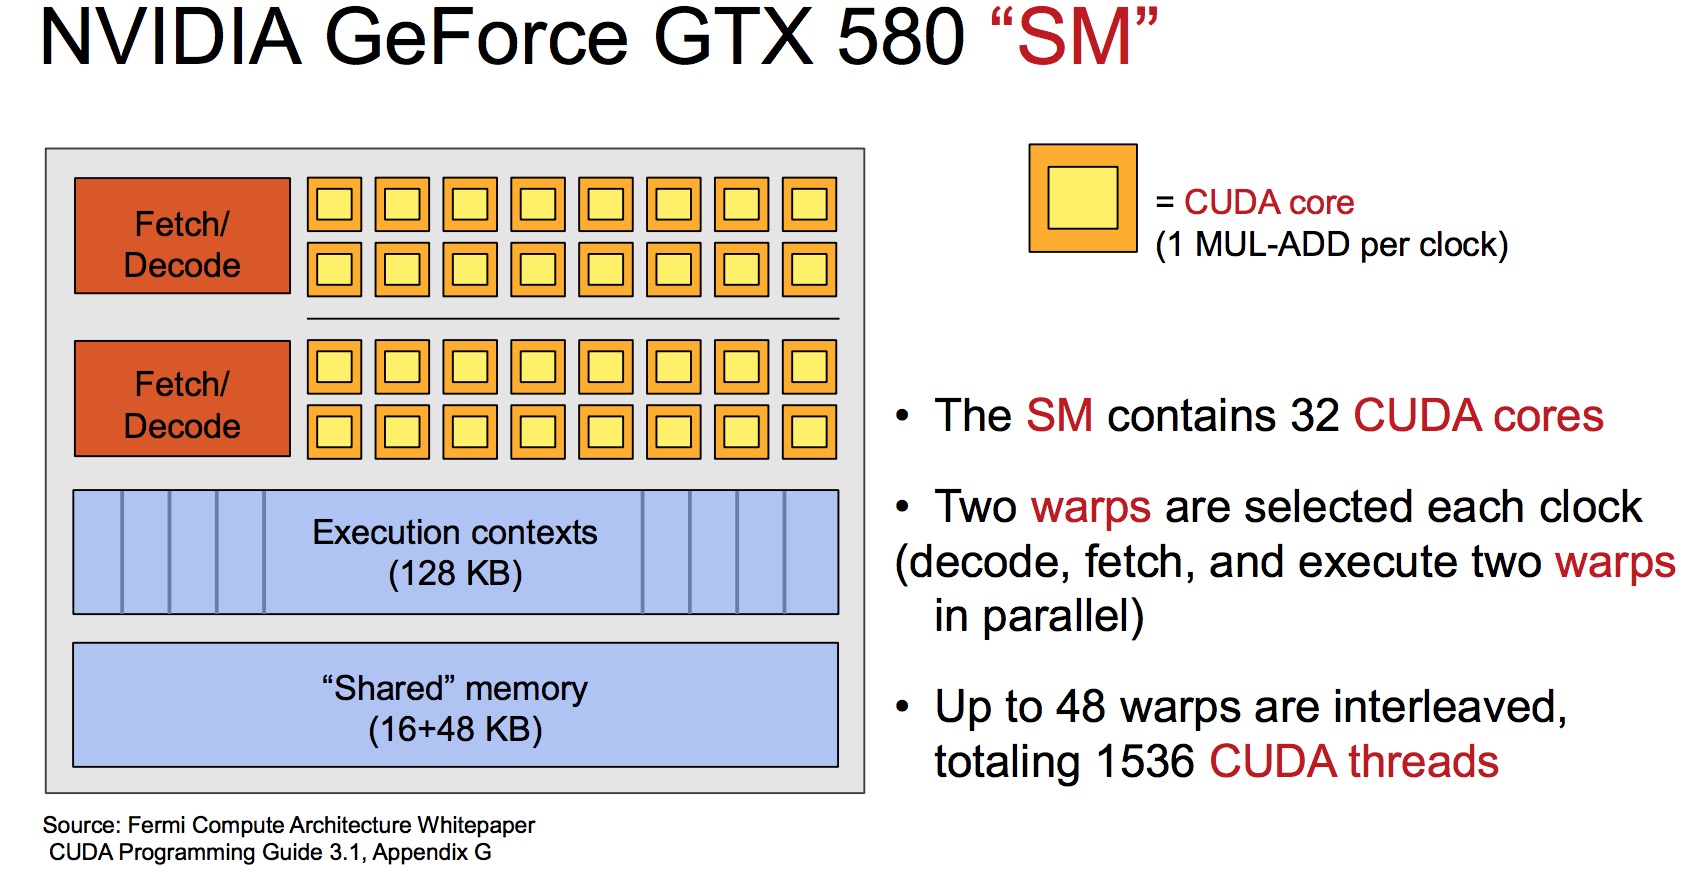 NVIDIA GeForce GTX 580 “SM”
Fetch/
Decode
Fetch/
Decode
Execution contexts
(128 KB)
“Shared” memory
(16+48 KB)
Source: Fermi Compute Architecture Whitepaper
CUDA Programming Guide 3.1, Appendix G
= CUDA core
(1 MUL-ADD per clock)
• The SM contains 32 CUDA cores
• Two warps are selected each clock
(decode, fetch, and execute two warps
in parallel)
• Up to 48 warps are interleaved,
totaling 1536 CUDA threads